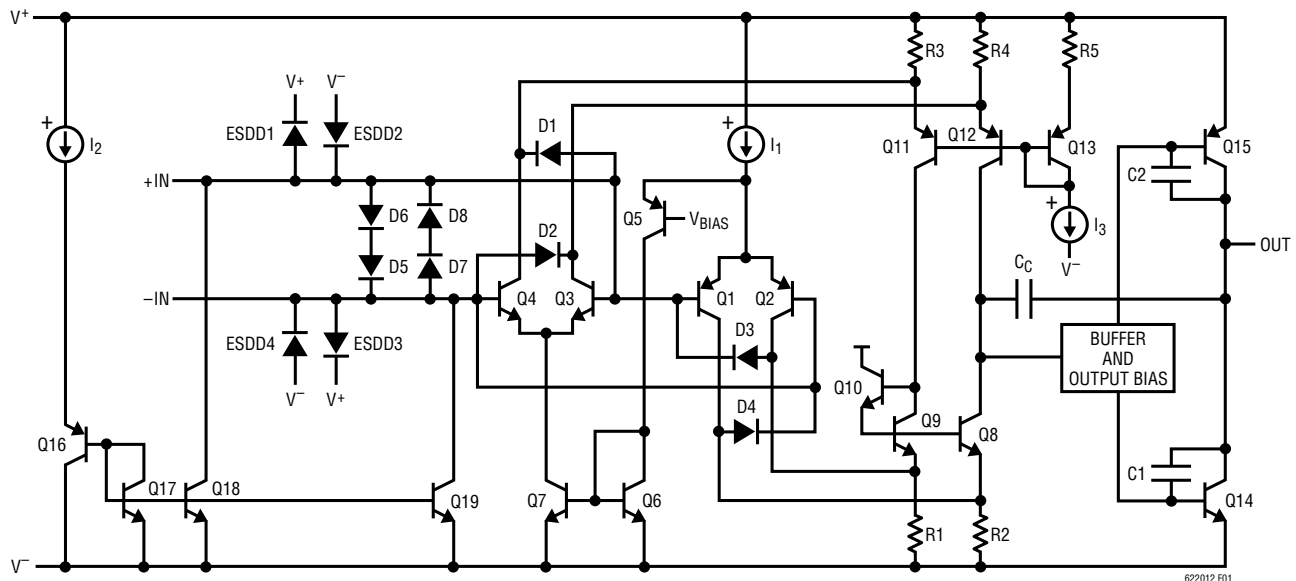 V+
R3
R4
R5
V+
V−
+
I2
ESDD1
ESDD2
D1
+
I1
Q11
Q12
Q13
Q15
C2
+IN
D6
D8
Q5
VBIAS
+
I3
V−
OUT
D2
D5
D7
CC
−IN
Q4
Q3
Q1
Q2
ESDD4
ESDD3
D3
BUFFER
AND
OUTPUT BIAS
V−
V+
Q10
D4
Q9
Q8
Q16
C1
Q17
Q18
Q19
Q7
Q6
Q14
R1
R2
V−
622012 F01